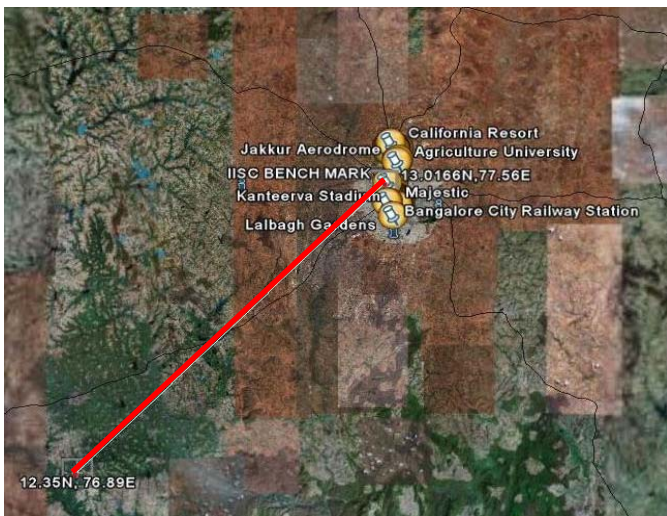 California Resort
Jakkur Aerodrome
Agriculture University
IISC BENCH MARK
13.0166N,77.56E
Kanteerva Stadium
Majestic
Bangalore City Railway Station
Lalbagh Gardens
12.35N, 76.89E